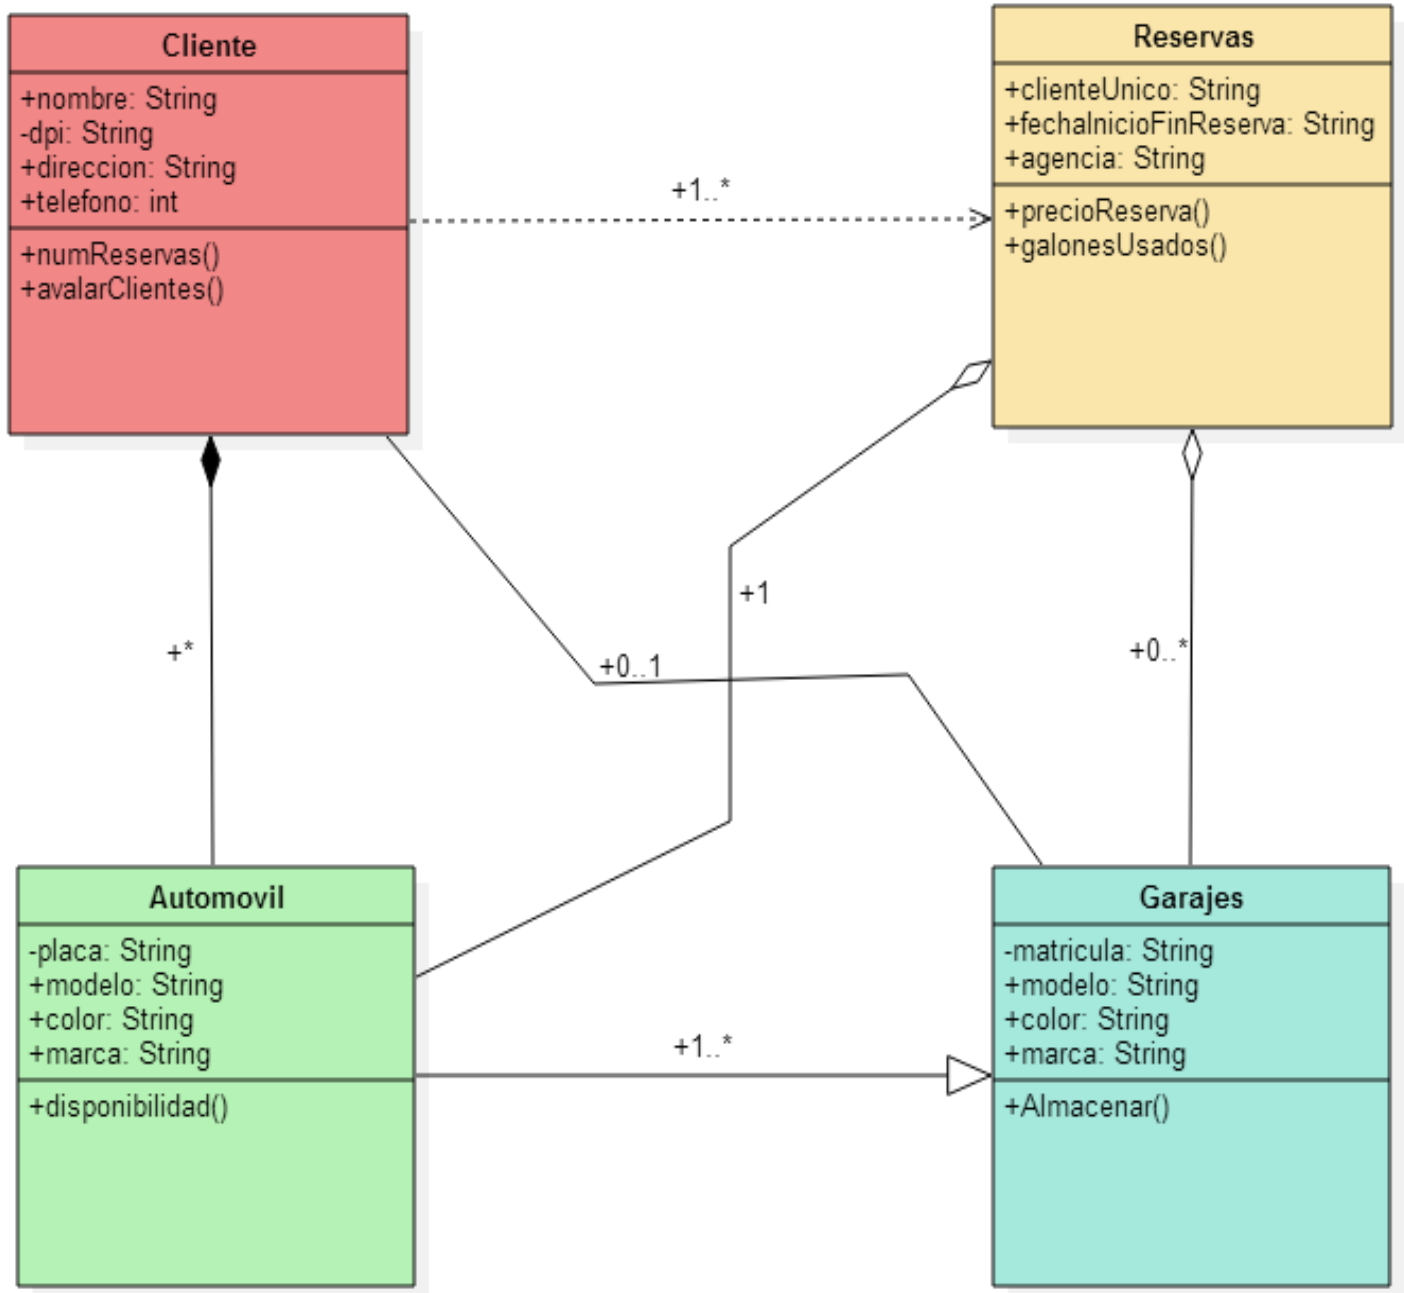 Cliente
+nombre: String
-dpi: String
+direccion: String
+telefono: int
+numReservas()
+avalarClientes()
+1..*
Reservas
+clienteUnico: String
+fechaInicioFinReserva: String
+agencia: String
+precioReserva()
+galonesUsados()
+*
+0..1
+1
+0..*
Automovil
-placa: String
+modelo: String
+color: String
+marca: String
+disponibilidad()
+1..*
Garajes
-matricula: String
+modelo: String
+color: String
+marca: String
+Almacenar()